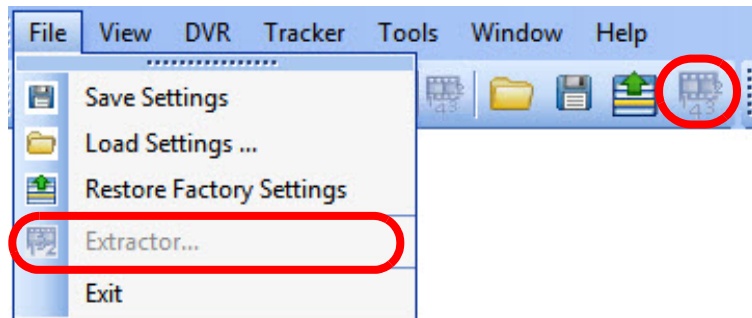 File View DVR Tracker Tools Window Help
Save Settings
Load Settings ...
Restore Factory Settings
Extractor...
Exit